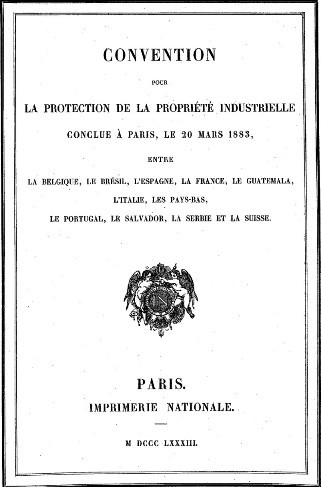 CONVENTION
POUR
LA PROTECTION DE LA PROPRIÉTÉ INDUSTRIELLE
CONCLUE À PARIS, LE 20 MARS 1883,
ENTRE
LA BELGIQUE, LE BRÉSIL, L'ESPAGNE, LA FRANCE, LE GUATEMALA,
L'ITALIE, LES PAYS-BAS,
LE PORTUGAL, LE SALVADOR, LA SERBIE ET LA SUISSE.
PARIS.
IMPRIMERIE NATIONALE.
M DCCC LXXXIII.